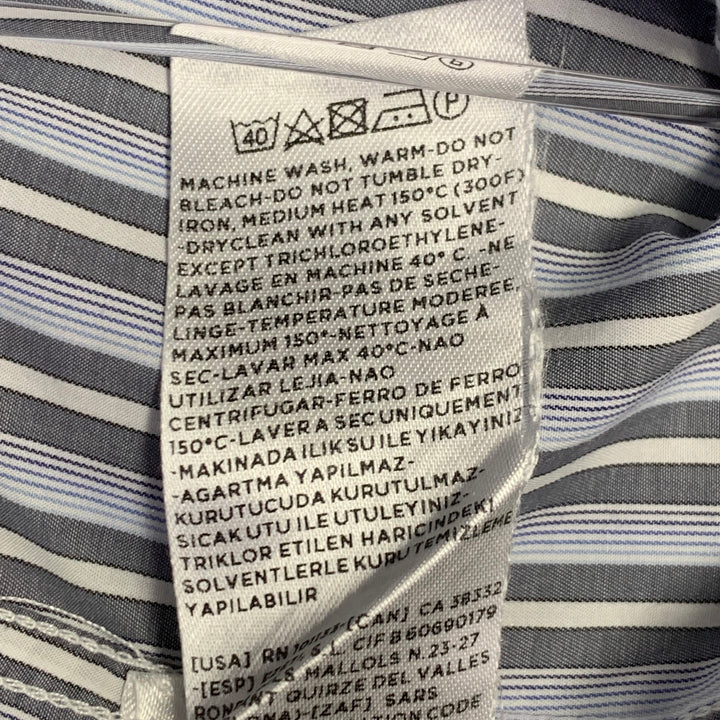 40 P
MACHINE WASH, WARM-DO NOT
BLEACH-DO NOT TUMBLE DRY-
IRON, MEDIUM HEAT 150°C (300F)
-DRYCLEAN WITH ANY SOLVENT
EXCEPT TRICHLOROETHYLENE-
LAVAGE EN MACHINE 40° C. -NE
PAS BLANCHIR-PAS DE SECHE-
LINGE-TEMPERATURE MODEREE,
MAXIMUM 150°-NETTOYAGE À
SEC-LAVAR MAX 40°C-NAO
UTILIZAR LEJIA-NAO
CENTRIFUGAR-FERRO DE FERRO
150°C-LAVER A SEC UNIQUEMENT
-MAKINADA ILIK SU ILE YIKAYINIZ
-AGARTMA YAPILMAZ-
KURUTUCUDA KURUTULMAZ-
SICAK UTU ILE UTULEYINIZ-
TRIKLOR ETILEN HARICINDEKI
SOLVENTLERLE KURU TEMIZLEME
YAPILABILIR
[USA] RN -[CAN] CA 38332
-[ESP] S.L. CIF B 60690179
MALLOLS N.23-27
QUIRZE DEL VALLES
-[ZAF] SARS
CODE